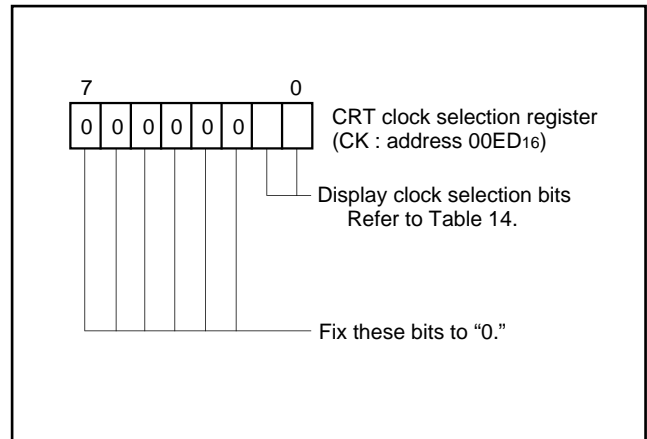 7 0
0 0 0 0 0 0
CRT clock selection register
(CK : address 00ED16)
Display clock selection bits
Refer to Table 14.
Fix these bits to “0.”